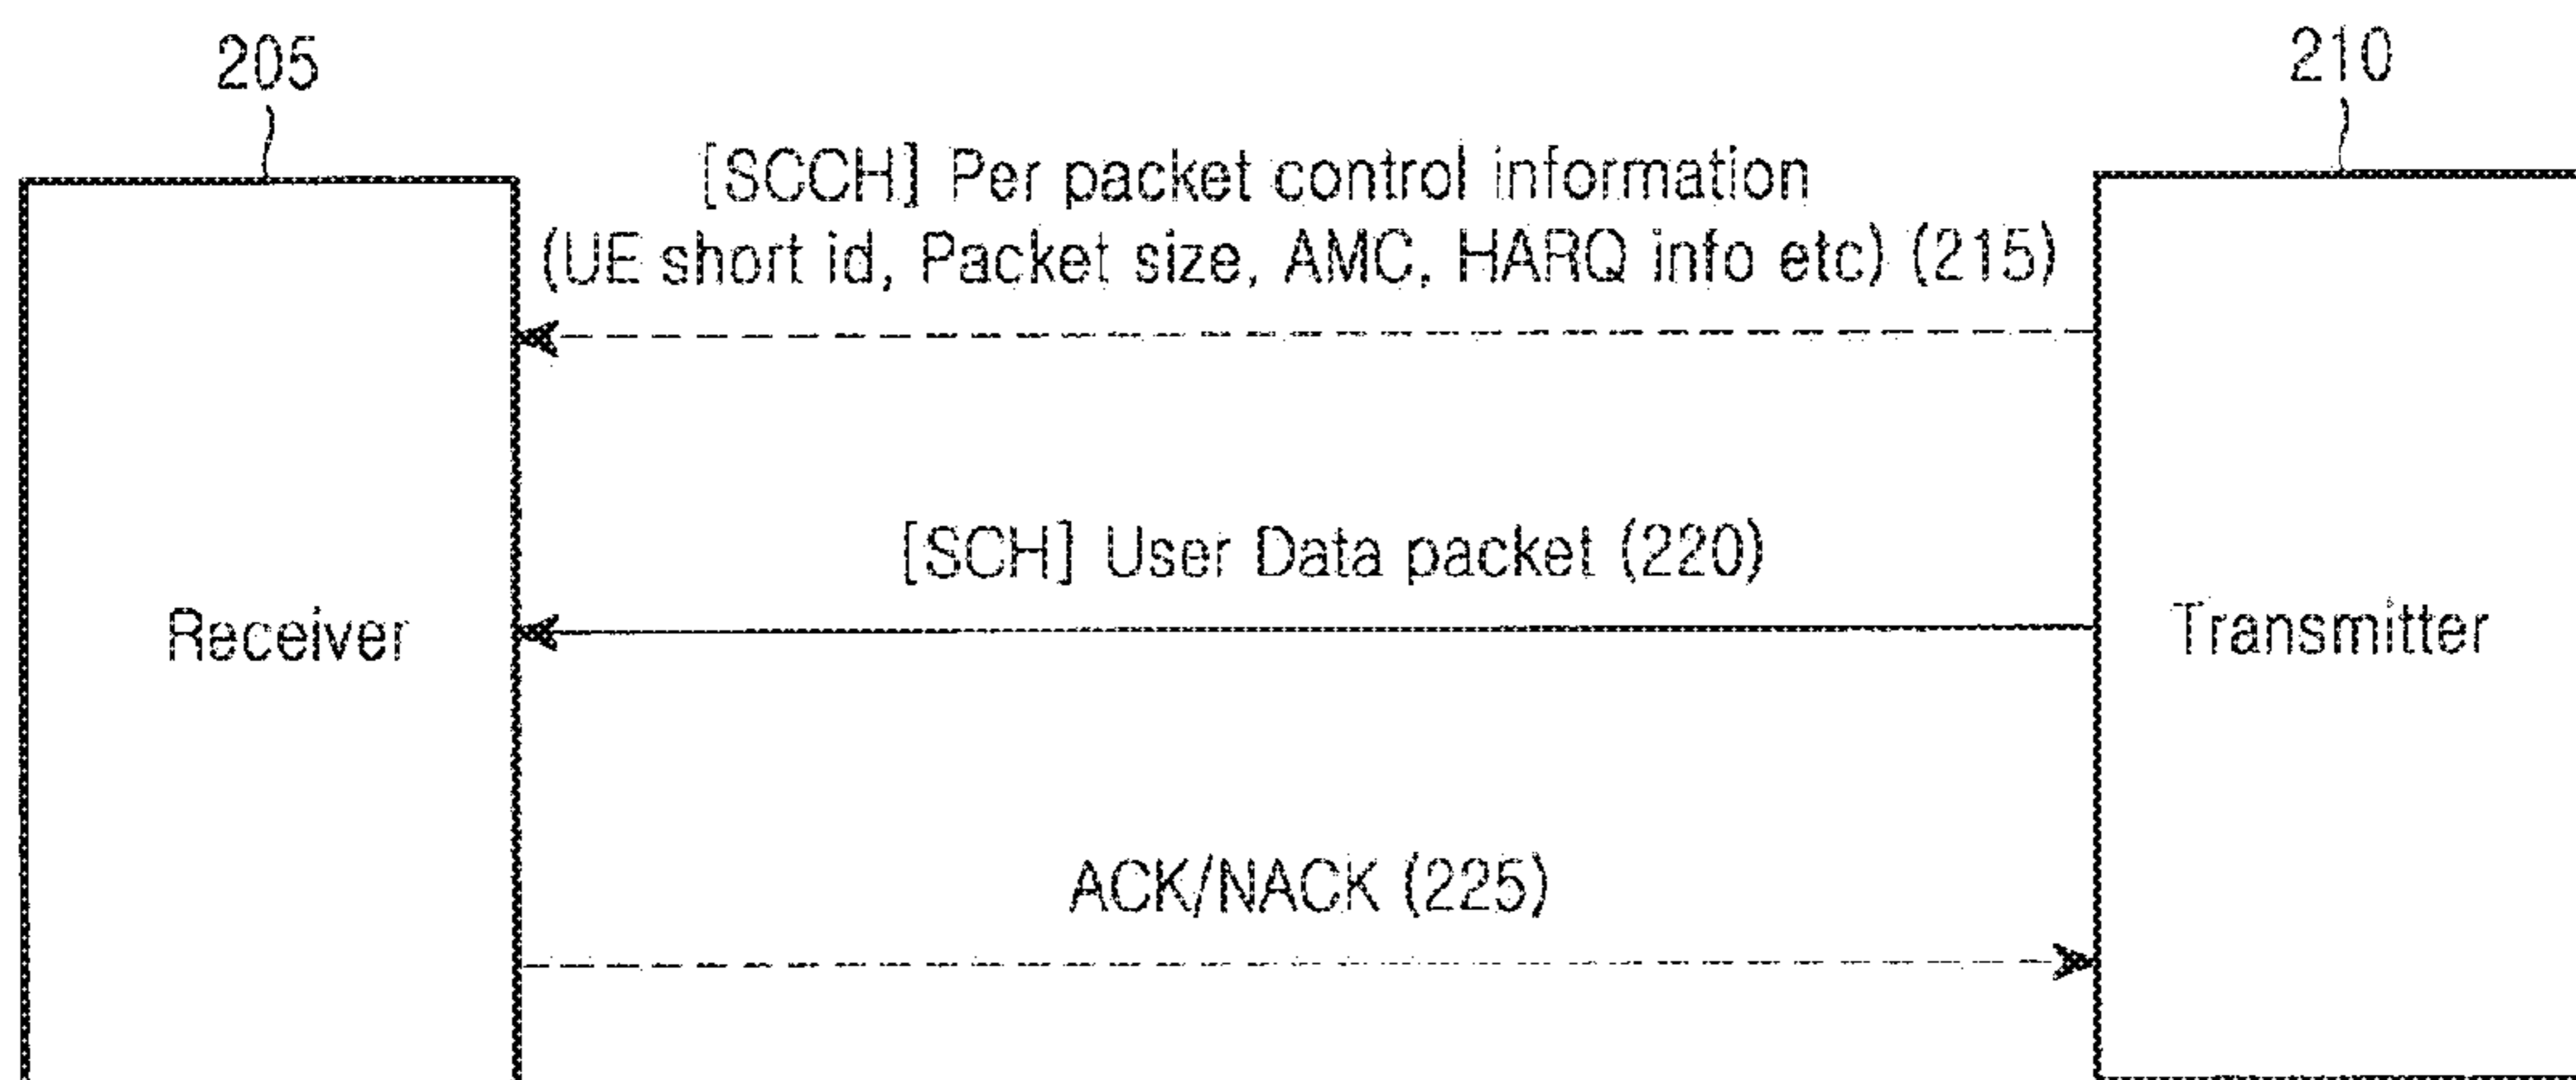 205
210
[SCCH] Per packet control information
(UE short id, Packet size, AMC, HARQ info etc) (215)
[SCH] User Data packet (220)
Receiver
Transmitter
ACK/NACK (225)